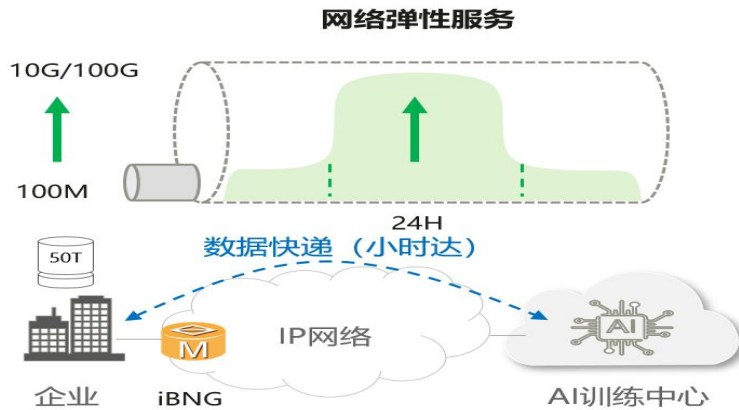 网络弹性服务
10G/100G
100M
24H
数据快递（小时达）
50T
IP网络
AI
M
企业
iBNG
AI训练中心